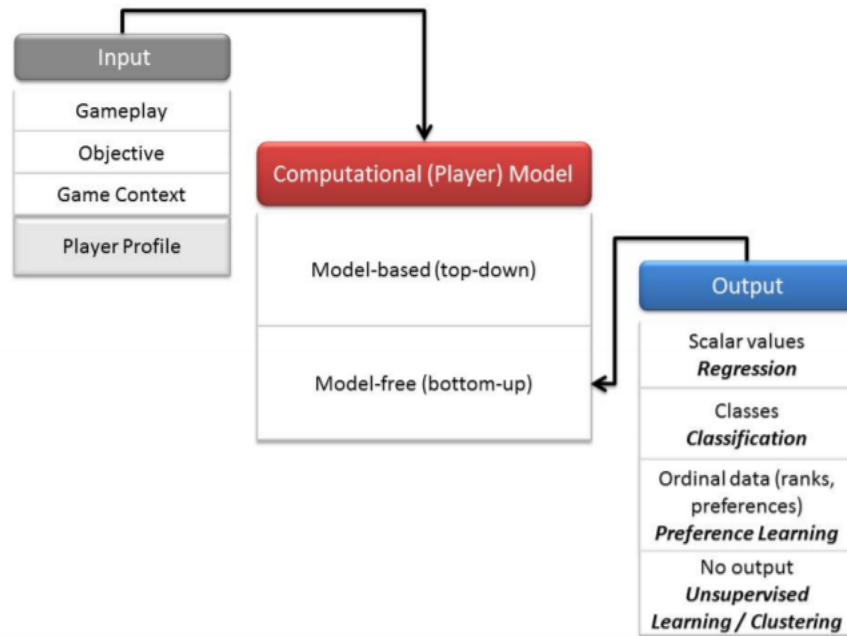 Input
Gameplay
Objective
Game Context
Player Profile
Computational (Player) Model
Model-based (top-down)
Model-free (bottom-up)
Output
Scalar values
Regression
Classes
Classification
Ordinal data (ranks,
preferences)
Preference Learning
No output
Unsupervised
Learning / Clustering